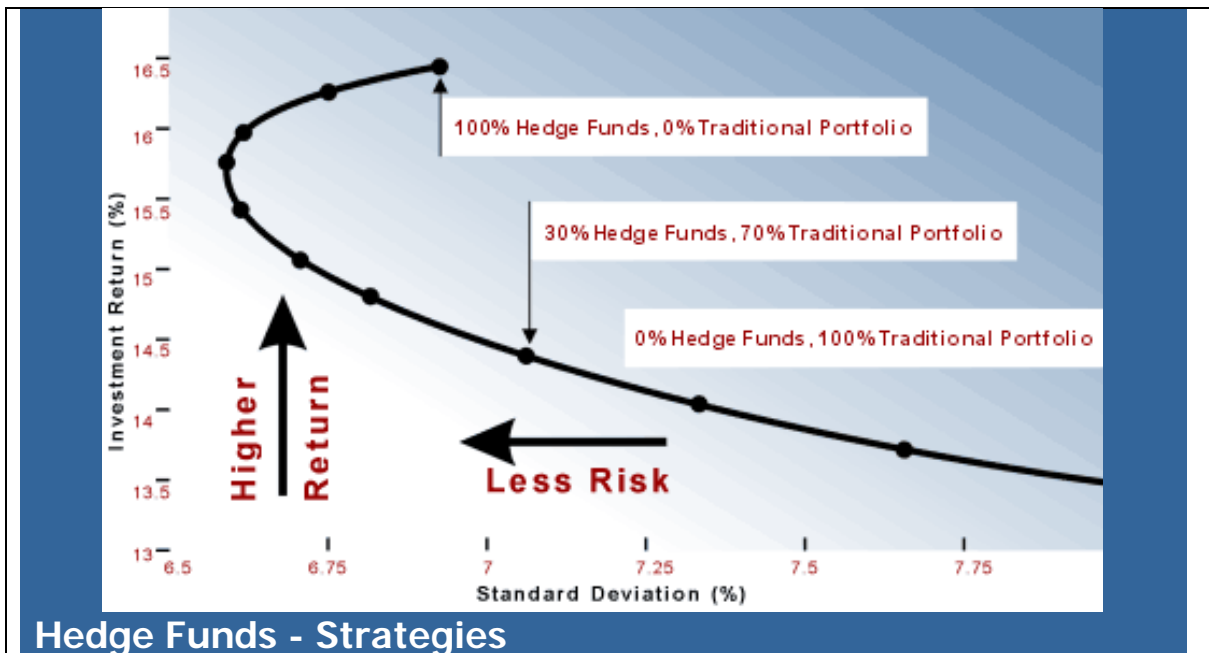 16.5
16
15.5
15
14.5
14
13.5
13
Investment Return (%)
100% Hedge Funds, 0% Traditional Portfolio
30% Hedge Funds, 70% Traditional Portfolio
0% Hedge Funds, 100% Traditional Portfolio
Higher
Return
Less Risk
6.5
6.75
7
7.25
7.5
7.75
Standard Deviation (%)
Hedge Funds - Strategies